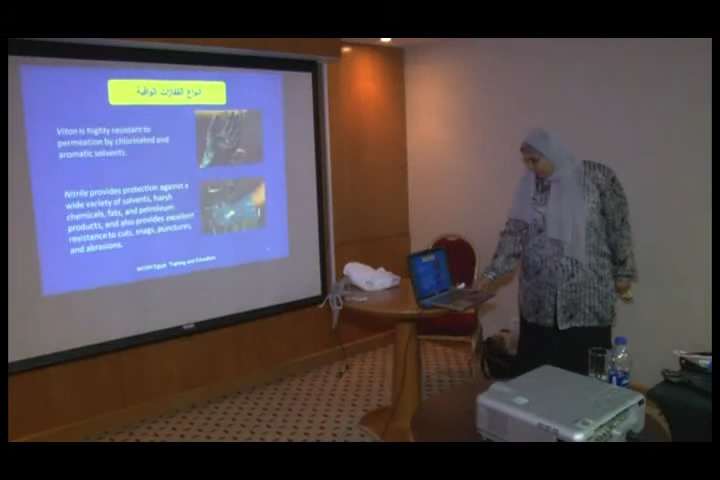 انواع القفازات الواقية
Viton is highly resistant to
permeation by chlorinated and
aromatic solvents.
Nitrile provides protection against a
wide variety of solvents, harsh
chemicals, fats, and petroleum
products, and also provides excellent
resistance to cuts, snags, punctures,
and abrasions.
Egypt Training and Education